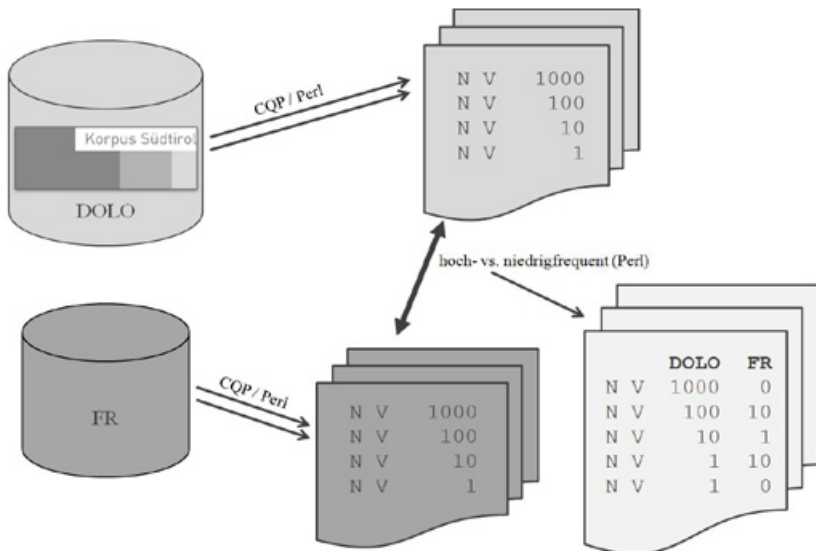 Korpus Südtirol
DOLO
CQP / Perl
N V 1000
N V 100
N V 10
N V 1
hoch- vs. niedrigfrequent (Perl)
FR
CQP / Perl
N V 1000
N V 100
N V 10
N V 1
DOLO FR
N V 1000 0
N V 100 10
N V 10 1
N V 1 10
N V 1 0